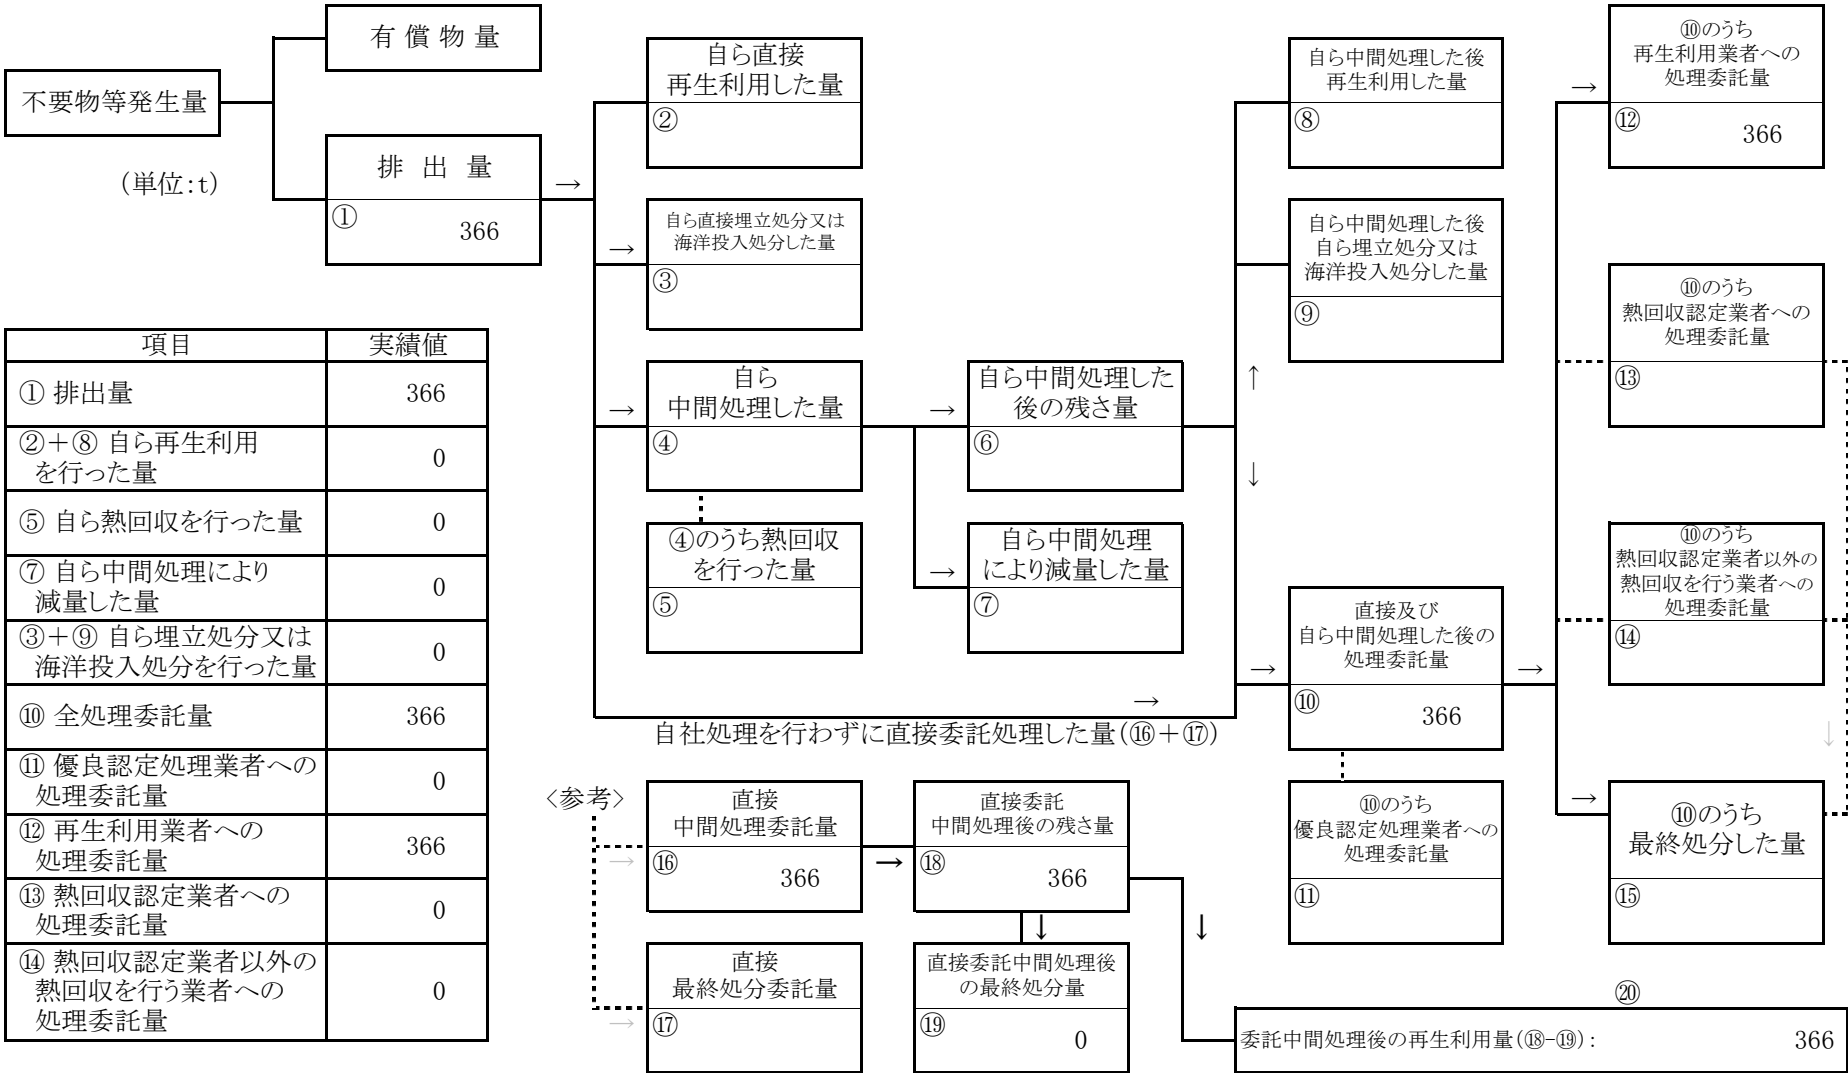 不要物等発生量
(単位:t)
有 償 物 量
排 出 量
①
366
→
自ら直接
再生利用した量
②
→
自ら直接埋立処分又は
海洋投入処分した量
③
→
自ら
中間処理した量
④
④のうち熱回収
を行った量
⑤
→
自ら中間処理した
後の残さ量
⑥
→
自ら中間処理
により減量した量
⑦
自ら中間処理した後
再生利用した量
⑧
自ら中間処理した後
自ら埋立処分又は
海洋投入処分した量
⑨
↑
↓
→
自社処理を行わずに直接委託処理した量(⑯+⑰)
→
直接及び
自ら中間処理した後の
処理委託量
⑩
366
→
⑩のうち
優良認定処理業者への
処理委託量
⑪
→
⑩のうち
再生利用業者への
処理委託量
⑫
366
⑩のうち
熱回収認定業者への
処理委託量
⑬
⑩のうち
熱回収認定業者以外の
熱回収を行う業者への
処理委託量
⑭
↓
→
⑩のうち
最終処分した量
⑮
項目 実績値
① 排出量 366
②+⑧ 自ら再生利用
を行った量 0
⑤ 自ら熱回収を行った量 0
⑦ 自ら中間処理により
減量した量 0
③+⑨ 自ら埋立処分又は
海洋投入処分を行った量 0
⑩ 全処理委託量 366
⑪ 優良認定処理業者への
処理委託量 0
⑫ 再生利用業者への
処理委託量 366
⑬ 熱回収認定業者への
処理委託量 0
⑭ 熱回収認定業者以外の
熱回収を行う業者への
処理委託量 0
〈参考〉
→
直接
中間処理委託量
⑯
366
→
直接委託
中間処理後の残さ量
⑱
366
↓
↓
→
直接
最終処分委託量
⑰
直接委託中間処理後
の最終処分量
⑲
0
⑳
委託中間処理後の再生利用量(⑱-⑲): 366